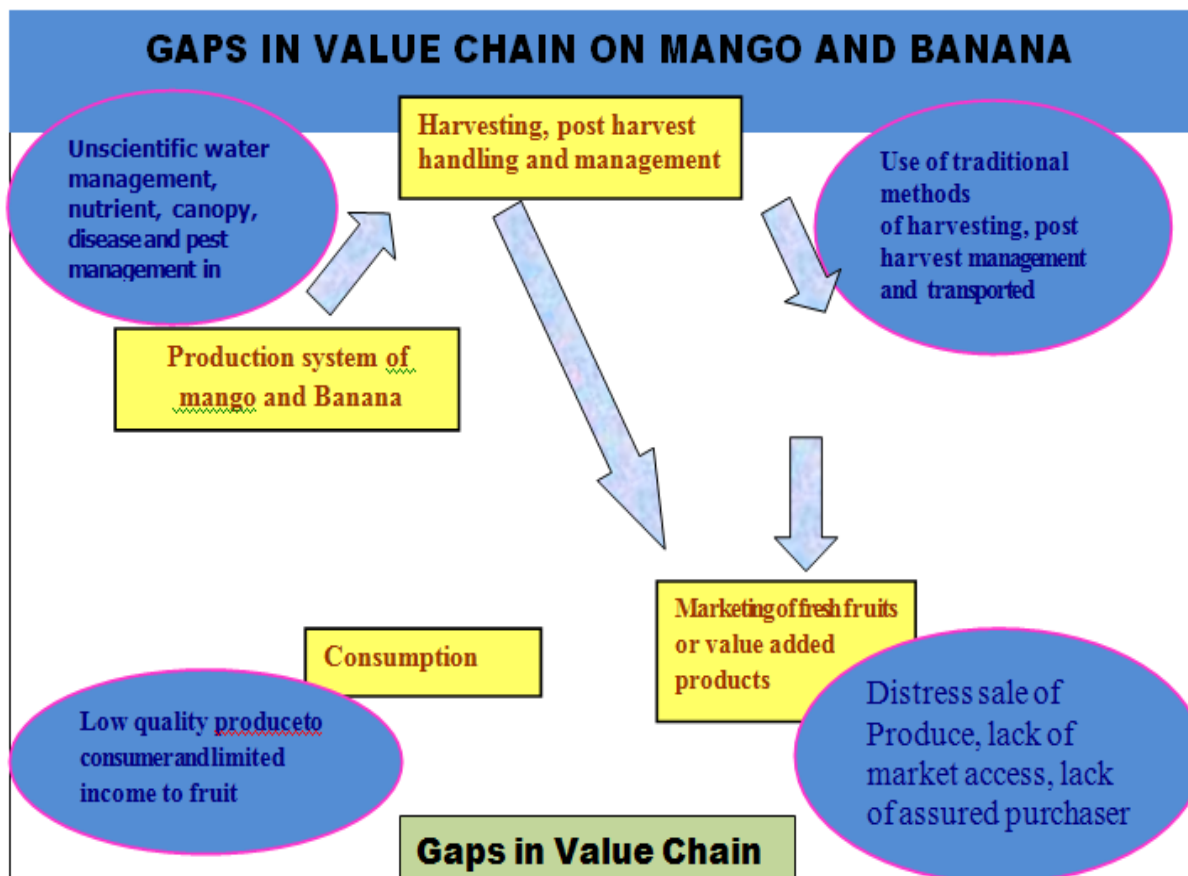 GAPS IN VALUE CHAIN ON MANGO AND BANANA
Unscientific water
management,
nutrient, canopy,
disease and pest
management in
Harvesting, post harvest
handling and management
Use of traditional
methods
of harvesting, post
harvest management
and transported
Production system of
mango and Banana
Marketing of fresh fruits
or value added
products
Consumption
Low quality produceto
consumer and limited
income to fruit
Distress sale of
Produce, lack of
market access, lack
of assured purchaser
Gaps in Value Chain